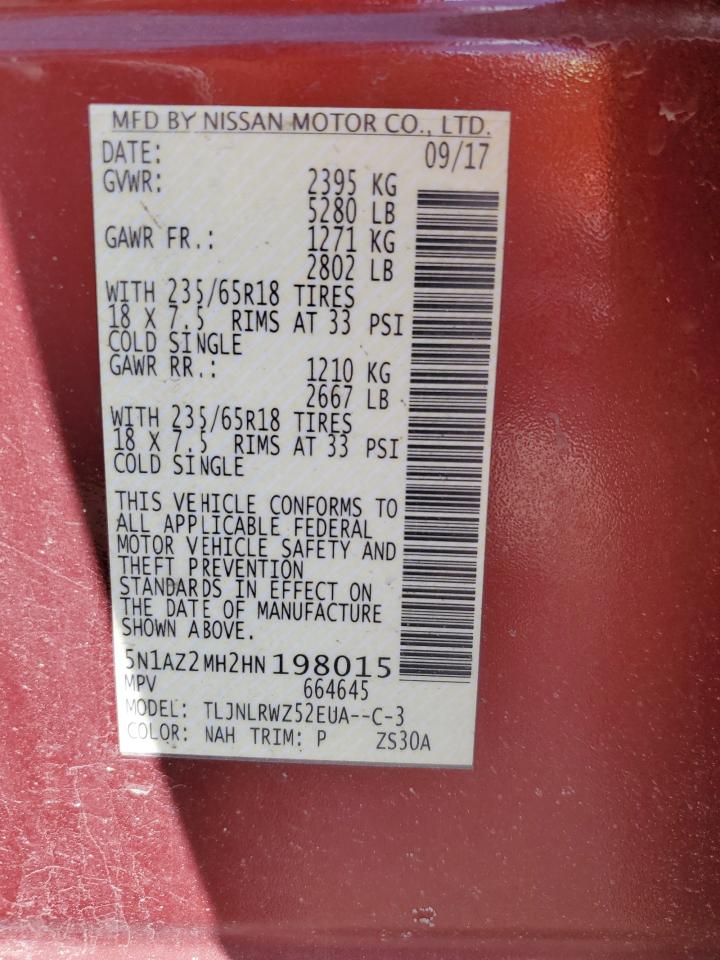 MFD BY NISSAN MOTOR CO., LTD.
DATE: 09/17
GVWR: 2395 KG
5280 LB
GAWR FR.: 1271 KG
2802 LB
WITH 235/65R18 TIRES
18 X 7.5 RIMS AT 33 PSI
COLD SINGLE
GAWR RR.: 1210 KG
2667 LB
WITH 235/65R18 TIRES
18 X 7.5 RIMS AT 33 PSI
COLD SINGLE
THIS VEHICLE CONFORMS TO
ALL APPLICABLE FEDERAL
MOTOR VEHICLE SAFETY AND
THEFT PREVENTION
STANDARDS IN EFFECT ON
THE DATE OF MANUFACTURE
SHOWN ABOVE.
5N1AZ2MH2HN198015
MPV 664645
MODEL: TLJNLRWZ52EUA--C-3
COLOR: NAH TRIM: P ZS30A